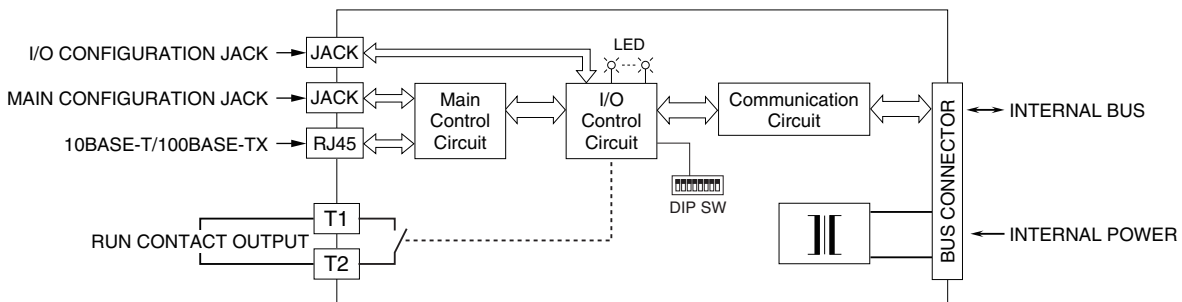 I/O CONFIGURATION JACK
JACK
LED
MAIN CONFIGURATION JACK
JACK
Main
Control
Circuit
I/O
Control
Circuit
Communication
Circuit
INTERNAL BUS
10BASE-T/100BASE-TX
RJ45
DIP SW
BUS CONNECTOR
T1
RUN CONTACT OUTPUT
T2
INTERNAL POWER